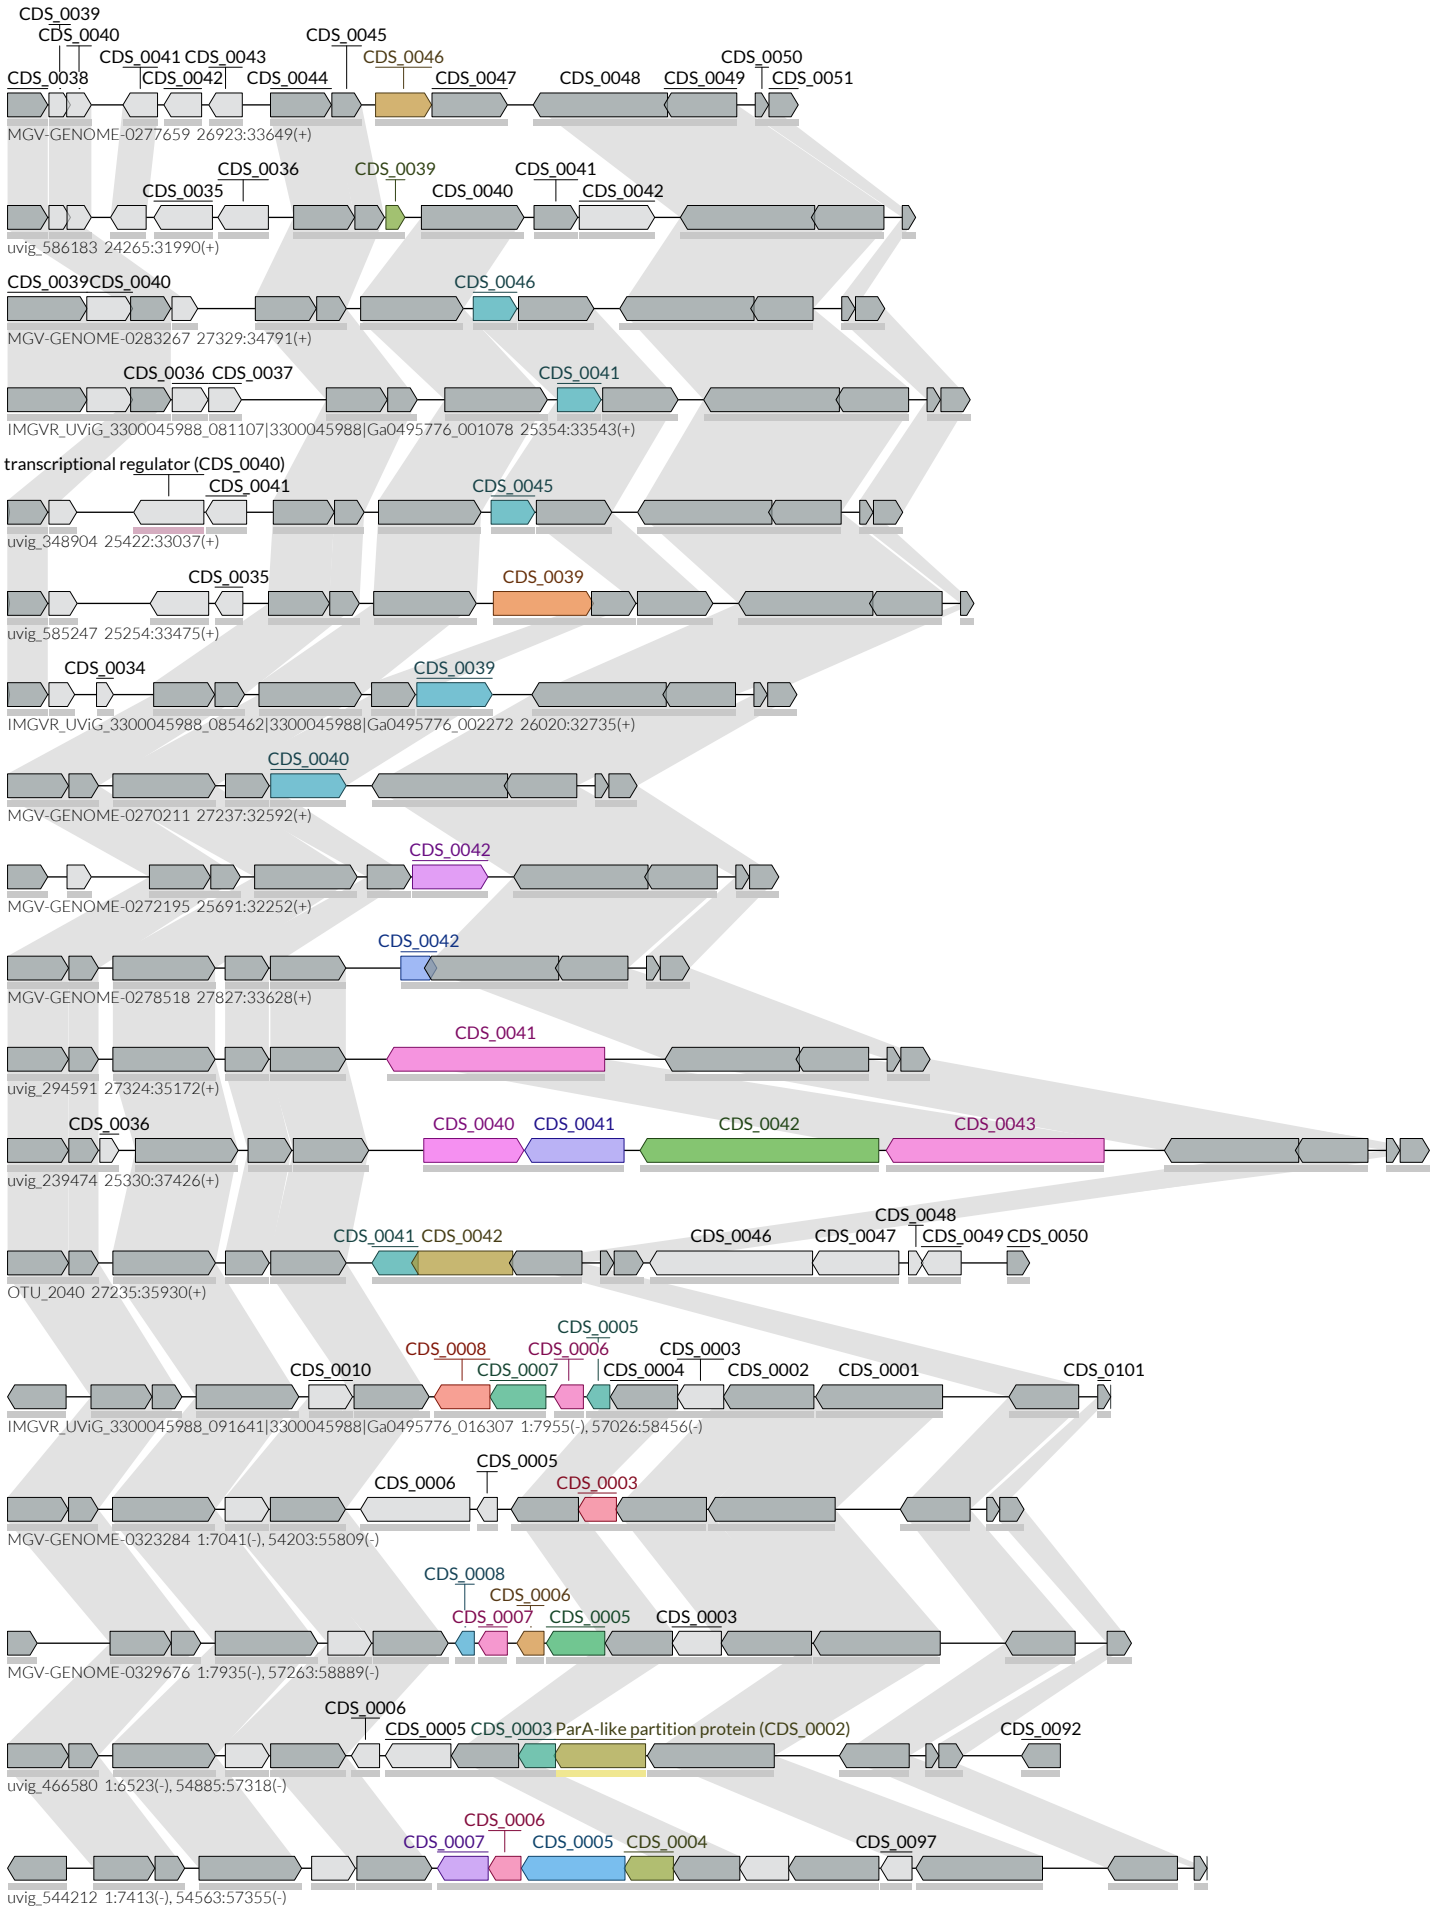 CDS_0039
CDS_0040
CDS_0045
CDS_0041 CDS_0043
CDS_0046
CDS_0050
CDS_0038
CDS_0042
CDS_0044
CDS_0047
CDS_0048
CDS_0049
CDS_0051
MGV-GENOME-0277659 26923:33649(+)
CDS_0036
CDS_0039
CDS_0041
CDS_0035
CDS_0040
CDS_0042
uvig_586183 24265:31990(+)
CDS_0039
CDS_0040
CDS_0046
MGV-GENOME-0283267 27329:34791(+)
CDS_0036
CDS_0037
CDS_0041
IMGVR_UViG_3300045988_081107|3300045988|Ga0495776_001078 25354:33543(+)
transcriptional regulator (CDS_0040)
CDS_0041
CDS_0045
uvig_348904 25422:33037(+)
CDS_0035
CDS_0039
uvig_585247 25254:33475(+)
CDS_0034
CDS_0039
IMGVR_UViG_3300045988_085462|3300045988|Ga0495776_002272 26020:32735(+)
CDS_0040
MGV-GENOME-0270211 27237:32592(+)
CDS_0042
MGV-GENOME-0272195 25691:32252(+)
CDS_0042
MGV-GENOME-0278518 27827:33628(+)
CDS_0041
uvig_294591 27324:35172(+)
CDS_0036
CDS_0040
CDS_0041
CDS_0042
CDS_0043
uvig_239474 25330:37426(+)
CDS_0048
CDS_0041
CDS_0042
CDS_0046
CDS_0047
CDS_0049
CDS_0050
OTU_2040 27235:35930(+)
CDS_0005
CDS_0008
CDS_0006
CDS_0003
CDS_0010
CDS_0007
CDS_0004
CDS_0002
CDS_0001
CDS_0101
IMGVR_UViG_3300045988_091641|3300045988|Ga0495776_016307 1:7955(-), 57026:58456(-)
CDS_0005
CDS_0006
CDS_0003
MGV-GENOME-0323284 1:7041(-), 54203:55809(-)
CDS_0008
CDS_0006
CDS_0007
CDS_0005
CDS_0003
MGV-GENOME-0329676 1:7935(-), 57263:58889(-)
CDS_0006
CDS_0005
CDS_0003
ParA-like partition protein (CDS_0002)
CDS_0092
uvig_466580 1:6523(-), 54885:57318(-)
CDS_0006
CDS_0007
CDS_0005
CDS_0004
CDS_0097
uvig_544212 1:7413(-), 54563:57355(-)